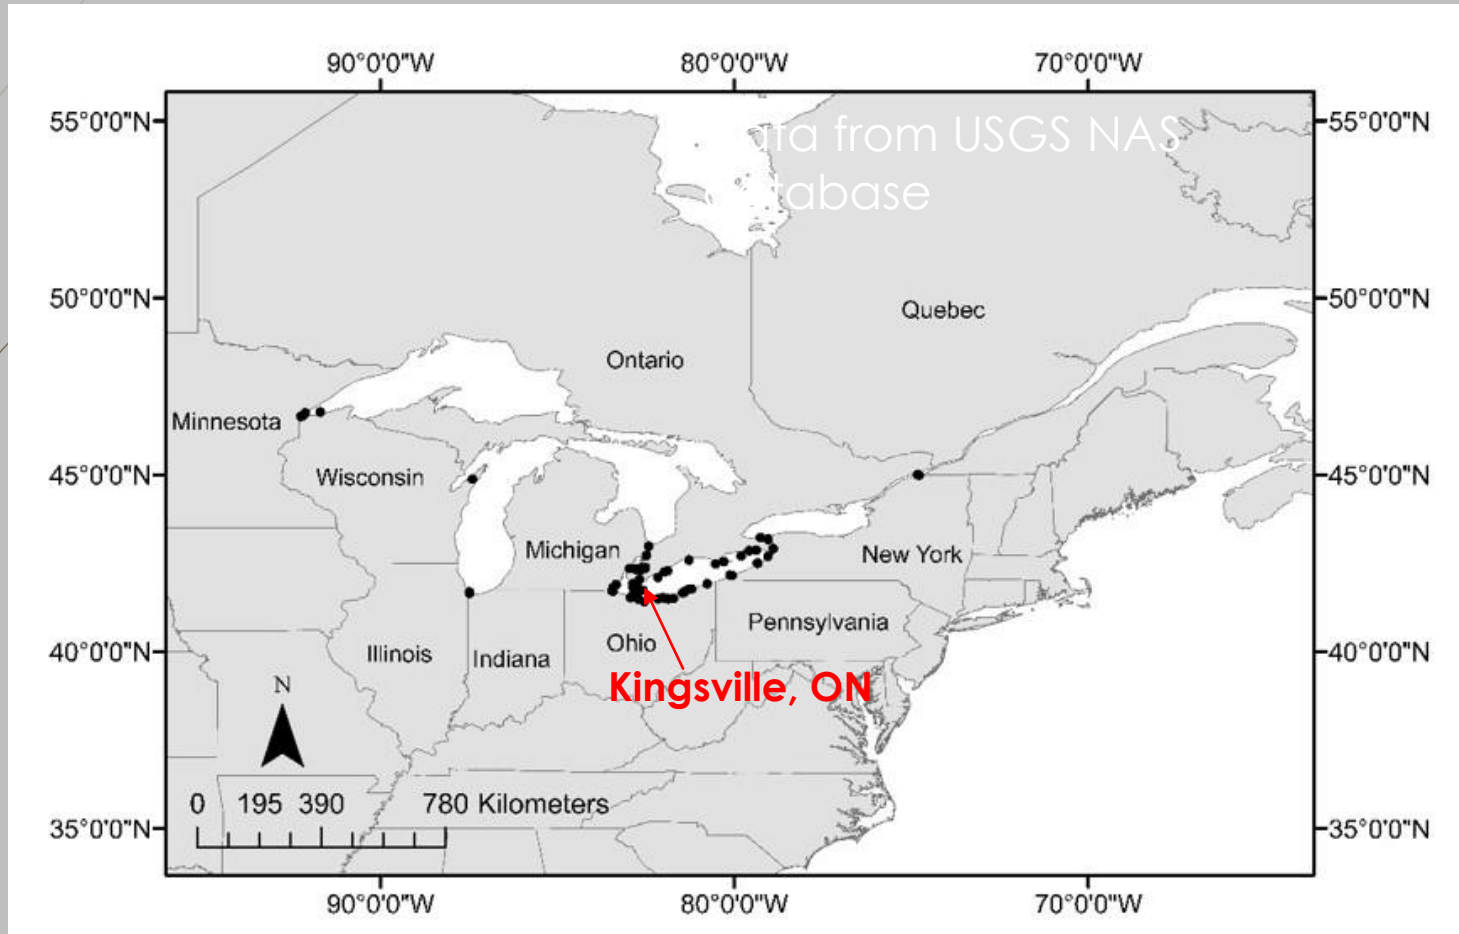 90°0'0"W 80°0'0"W 70°0'0"W
55°0'0"N 55°0'0"N
from USGS NAS
50°0'0"N 50°0'0"N
Quebec
Ontario
Minnesota
45°0'0"N 45°0'0"N
Wisconsin
Michigan New York
Pennsylvania
40°0'0"N Illinois Indiana Ohio 40°0'0"N
Kingsville, ON
N
0 195 390 780 Kilometers
35°0'0"N 35°0'0"N
90°0'0"W 80°0'0"W 70°0'0"W